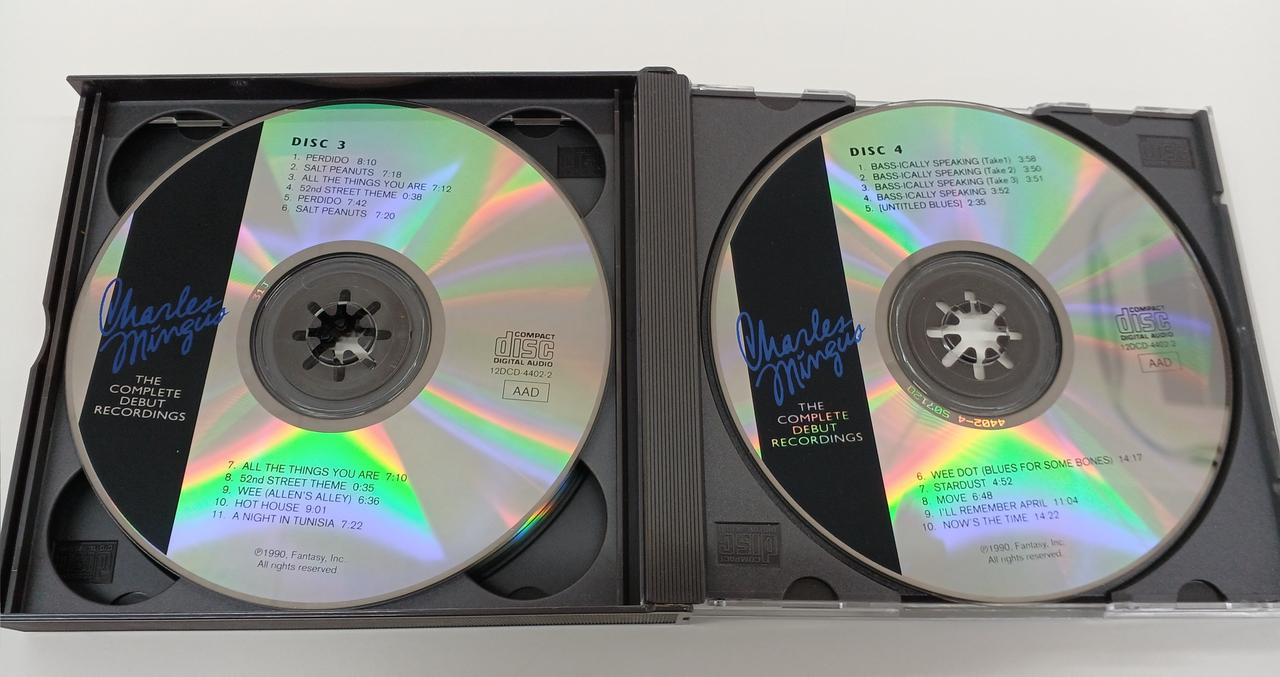 DISC 3
1. PERDIDO 8:10
2. SALT PEANUTS 7:18
3. ALL THE THINGS YOU ARE 7:12
4. 52nd STREET THEME 0:38
5. PERDIDO 7:42
6. SALT PEANUTS 7:20
Charles
Mingus
THE
COMPLETE
DEBUT
RECORDINGS
COMPACT
disc
DIGITAL AUDIO
12DCD-4402-2
AAD
7. ALL THE THINGS YOU ARE 7:10
8. 52nd STREET THEME 0:35
9. WEE (ALLEN'S ALLEY) 6:36
10. HOT HOUSE 9:01
11. A NIGHT IN TUNISIA 7:22
℗1990, Fantasy, Inc.
All rights reserved.
DISC 4
1. BASS-ICALLY SPEAKING (Take1) 3:58
2. BASS-ICALLY SPEAKING (Take 2) 3:50
3. BASS-ICALLY SPEAKING (Take 3) 3:51
4. BASS-ICALLY SPEAKING 3:52
5. [UNTITLED BLUES] 2:35
Charles
Mingus
THE
COMPLETE
DEBUT
RECORDINGS
COMPACT
disc
DIGITAL AUDIO
12DCD-4402-2
AAD
4402-4
6. WEE DOT (BLUES FOR SOME BONES) 14:17
7. STARDUST 4:52
8. MOVE 6:48
9. I'LL REMEMBER APRIL 11:04
10. NOW'S THE TIME 14:22
℗1990, Fantasy, Inc.
All rights reserved.
COMPACT
disc